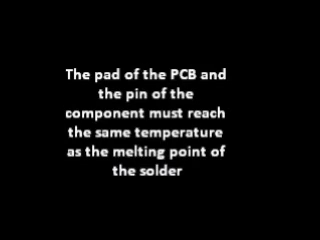 The pad of the PCB and
the pin of the
component must reach
the same temperature
as the melting point of
the solder